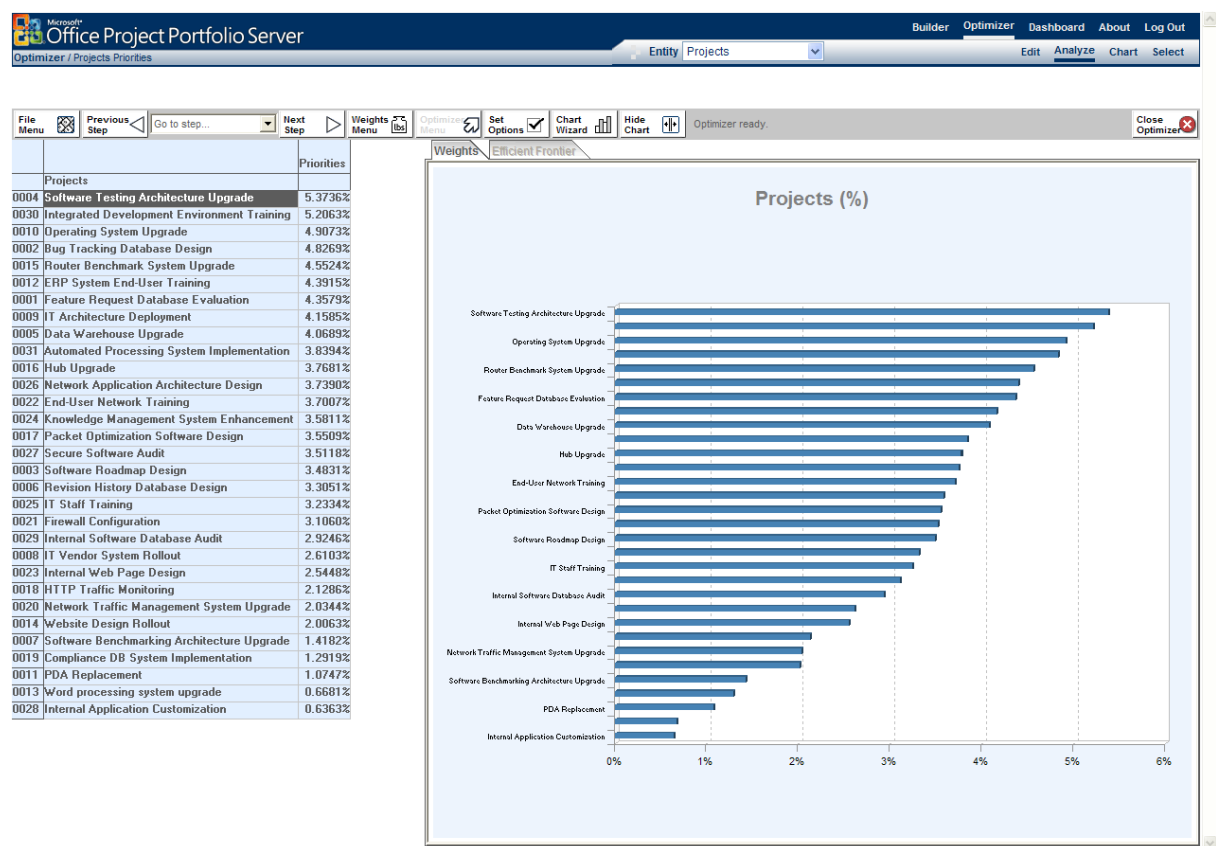 Microsoft®
Office Project Portfolio Server
Builder Optimizer Dashboard About Log Out
Optimizer / Projects Priorities
Entity Projects
Edit Analyze Chart Select
File Menu
Previous Step
Go to step...
Next Step
Weights Menu
lbs
Optimizer Menu
Set Options
Chart Wizard
Hide Chart
Optimizer ready.
Close Optimizer
Priorities
Projects
0004 Software Testing Architecture Upgrade 5.3736%
0030 Integrated Development Environment Training 5.2063%
0010 Operating System Upgrade 4.9073%
0002 Bug Tracking Database Design 4.8269%
0015 Router Benchmark System Upgrade 4.5524%
0012 ERP System End-User Training 4.3915%
0001 Feature Request Database Evaluation 4.3579%
0009 IT Architecture Deployment 4.1585%
0005 Data Warehouse Upgrade 4.0689%
0031 Automated Processing System Implementation 3.8394%
0016 Hub Upgrade 3.7681%
0026 Network Application Architecture Design 3.7390%
0022 End-User Network Training 3.7007%
0024 Knowledge Management System Enhancement 3.5811%
0017 Packet Optimization Software Design 3.5509%
0027 Secure Software Audit 3.5118%
0003 Software Roadmap Design 3.4831%
0006 Revision History Database Design 3.3051%
0025 IT Staff Training 3.2334%
0021 Firewall Configuration 3.1060%
0029 Internal Software Database Audit 2.9246%
0008 IT Vendor System Rollout 2.6103%
0023 Internal Web Page Design 2.5448%
0018 HTTP Traffic Monitoring 2.1286%
0020 Network Traffic Management System Upgrade 2.0344%
0014 Website Design Rollout 2.0063%
0007 Software Benchmarking Architecture Upgrade 1.4182%
0019 Compliance DB System Implementation 1.2919%
0011 PDA Replacement 1.0747%
0013 Word processing system upgrade 0.6681%
0028 Internal Application Customization 0.6363%
Weights
Efficient Frontier
Projects (%)
Software Testing Architecture Upgrade
Operating System Upgrade
Router Benchmark System Upgrade
Feature Request Database Evaluation
Data Warehouse Upgrade
Hub Upgrade
End-User Network Training
Packet Optimization Software Design
Software Roadmap Design
IT Staff Training
Internal Software Database Audit
Internal Web Page Design
Network Traffic Management System Upgrade
Software Benchmarking Architecture Upgrade
PDA Replacement
Internal Application Customization
0% 1% 2% 3% 4% 5% 6%